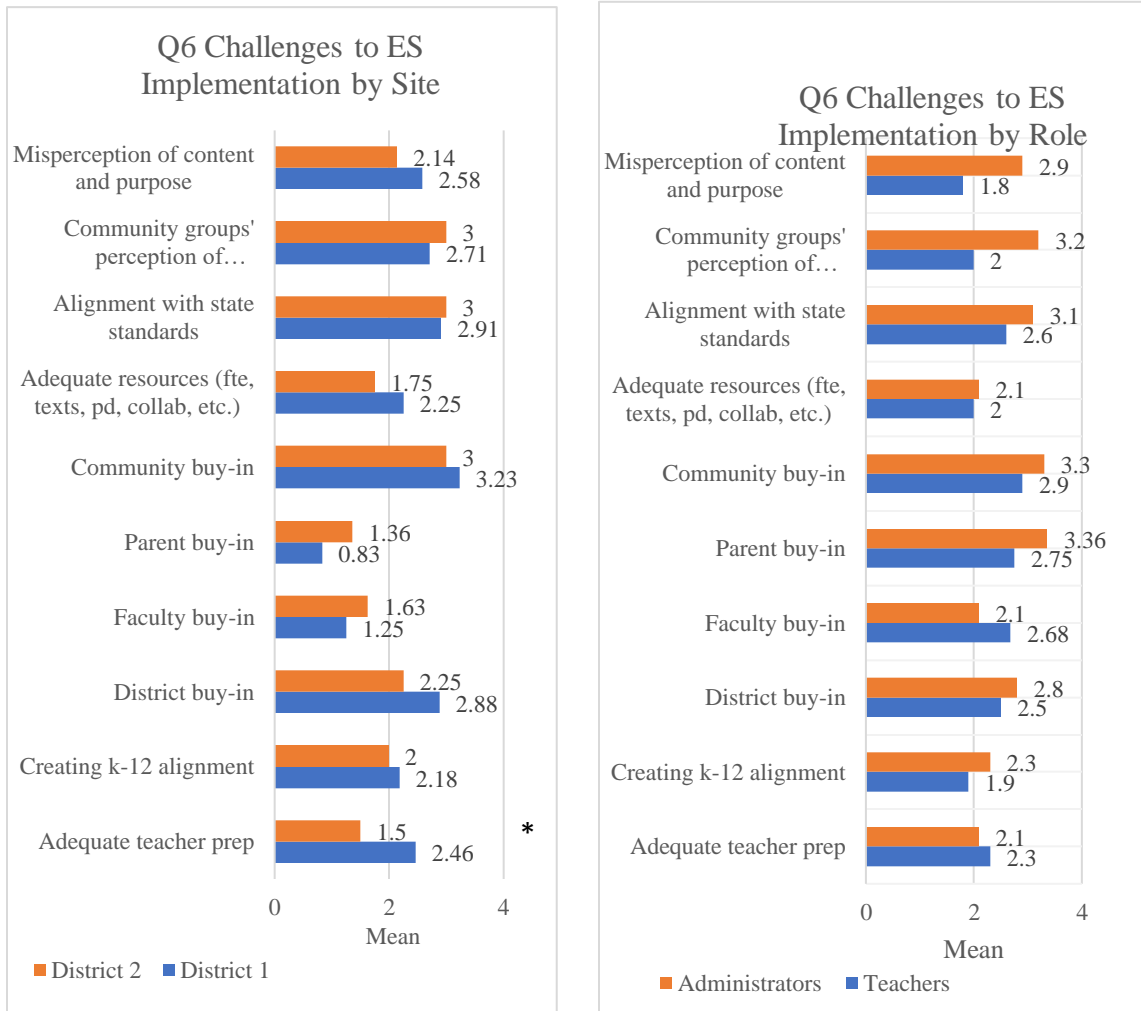 Q6 Challenges to ES
Implementation by Site
Misperception of content
and purpose
2.14
2.58
Community groups'
perception of…
3
2.71
Alignment with state
standards
3
2.91
Adequate resources (fte,
texts, pd, collab, etc.)
1.75
2.25
Community buy-in
3
3.23
Parent buy-in
1.36
0.83
Faculty buy-in
1.63
1.25
District buy-in
2.25
2.88
Creating k-12 alignment
2
2.18
Adequate teacher prep
1.5
2.46
*
0 2 4
Mean
District 2 District 1
Q6 Challenges to ES
Implementation by Role
Misperception of content
and purpose
2.9
1.8
Community groups'
perception of…
3.2
2
Alignment with state
standards
3.1
2.6
Adequate resources (fte,
texts, pd, collab, etc.)
2.1
2
Community buy-in
3.3
2.9
Parent buy-in
3.36
2.75
Faculty buy-in
2.1
2.68
District buy-in
2.8
2.5
Creating k-12 alignment
2.3
1.9
Adequate teacher prep
2.1
2.3
0 2 4
Mean
Administrators Teachers